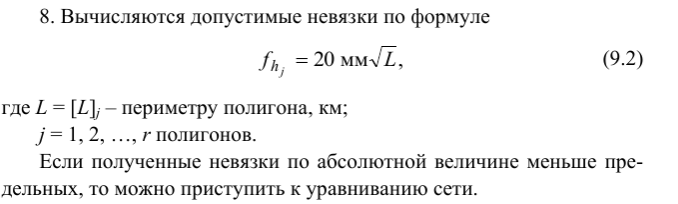 8. Вычисляются допустимые невязки по формуле
f_{h_j} = 20 мм√L, (9.2)
где L = [L]_j – периметру полигона, км;
j = 1, 2, …, r полигонов.
Если полученные невязки по абсолютной величине меньше пре-
дельных, то можно приступить к уравниванию сети.